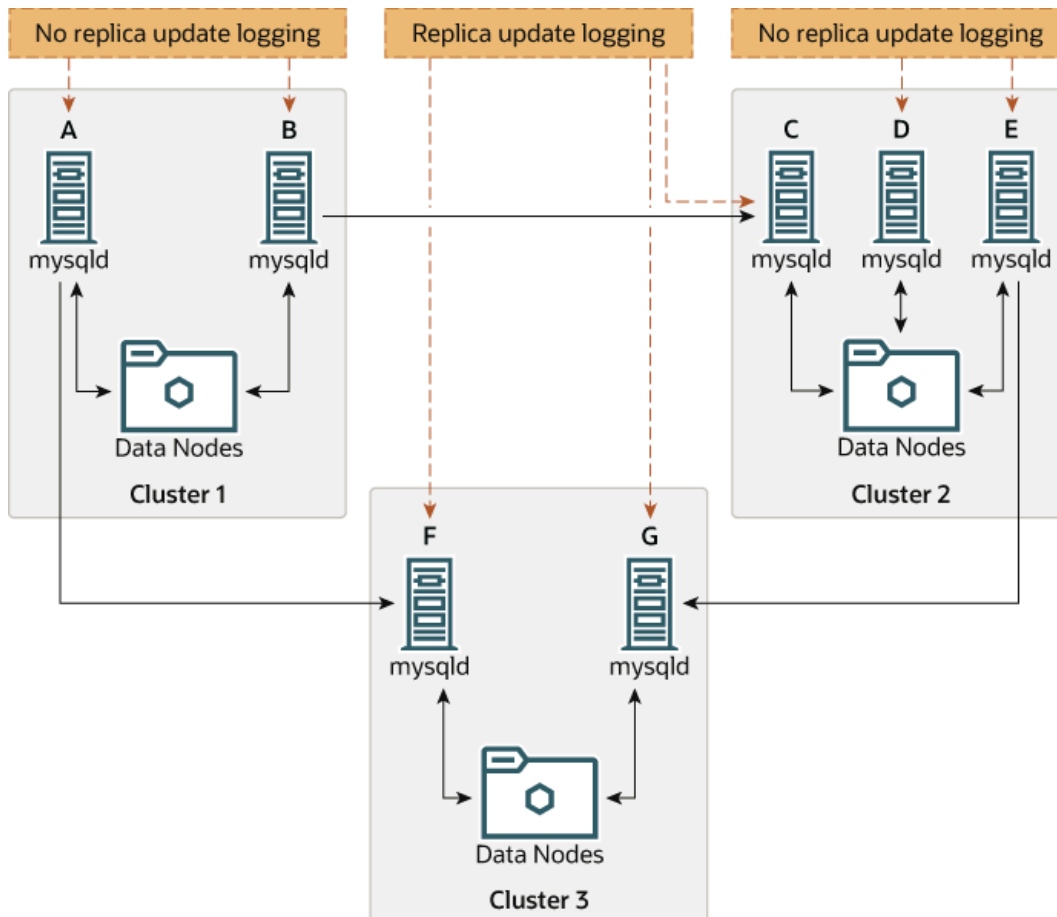 No replica update logging
Replica update logging
No replica update logging
A
B
C
D
E
mysqld
mysqld
mysqld
mysqld
mysqld
Data Nodes
Data Nodes
Cluster 1
Cluster 2
F
G
mysqld
mysqld
Data Nodes
Cluster 3